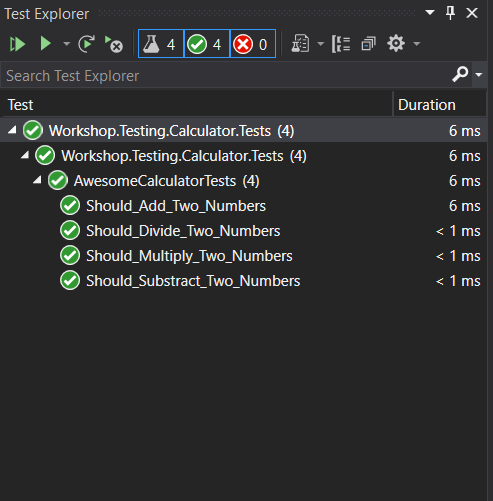 Test Explorer
4 4 0
Search Test Explorer
Test Duration
Workshop.Testing.Calculator.Tests (4) 6 ms
Workshop.Testing.Calculator.Tests (4) 6 ms
AwesomeCalculatorTests (4) 6 ms
Should_Add_Two_Numbers 6 ms
Should_Divide_Two_Numbers < 1 ms
Should_Multiply_Two_Numbers < 1 ms
Should_Substract_Two_Numbers < 1 ms